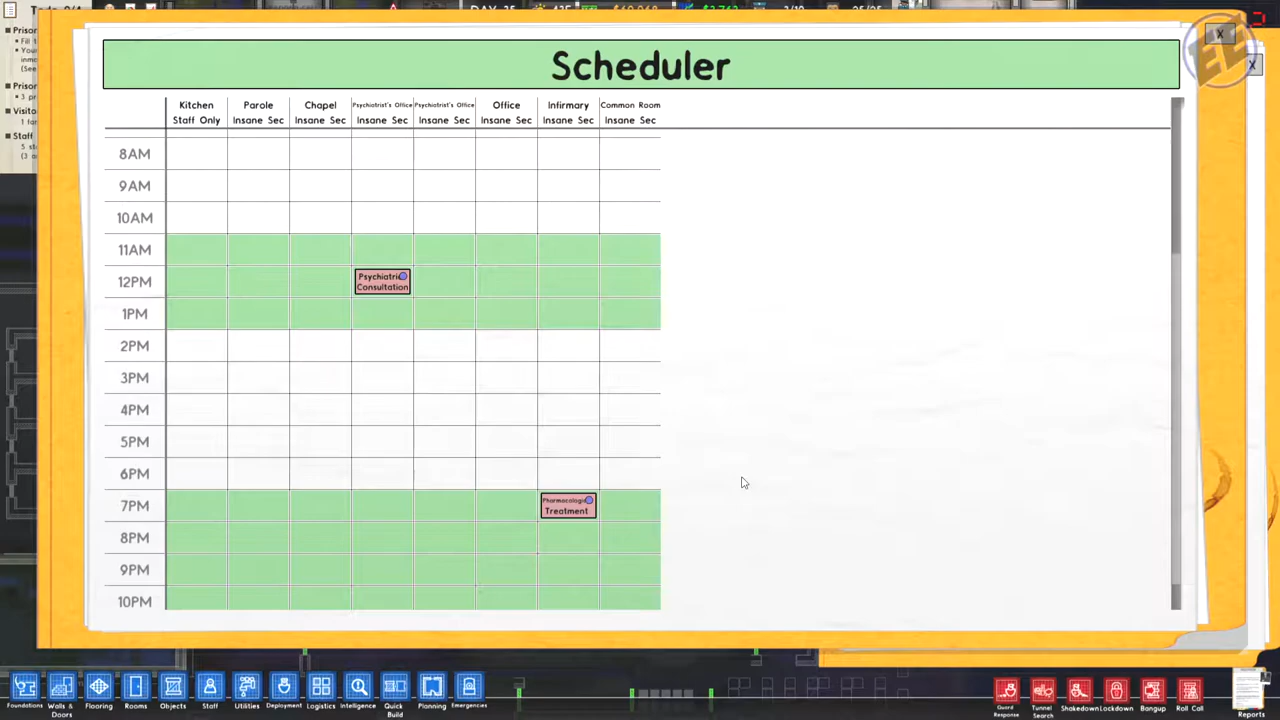 Scheduler
X
X
Kitchen Parole Chapel Psychiatrist's Office Psychiatrist's Office Office Infirmary Common Room
Staff Only Insane Sec Insane Sec Insane Sec Insane Sec Insane Sec Insane Sec Insane Sec
8AM
9AM
10AM
11AM
12PM
Psychiatri
Consultation
1PM
2PM
3PM
4PM
5PM
6PM
7PM
Pharmacologi
Treatment
8PM
9PM
10PM
Foundations Walls & Doors Flooring Rooms Objects Staff Utilities Deployment Logistics Intelligence Quick Build Planning Emergencies
Guard Response Tunnel Search Shakedown Lockdown Bangup Roll Call Reports